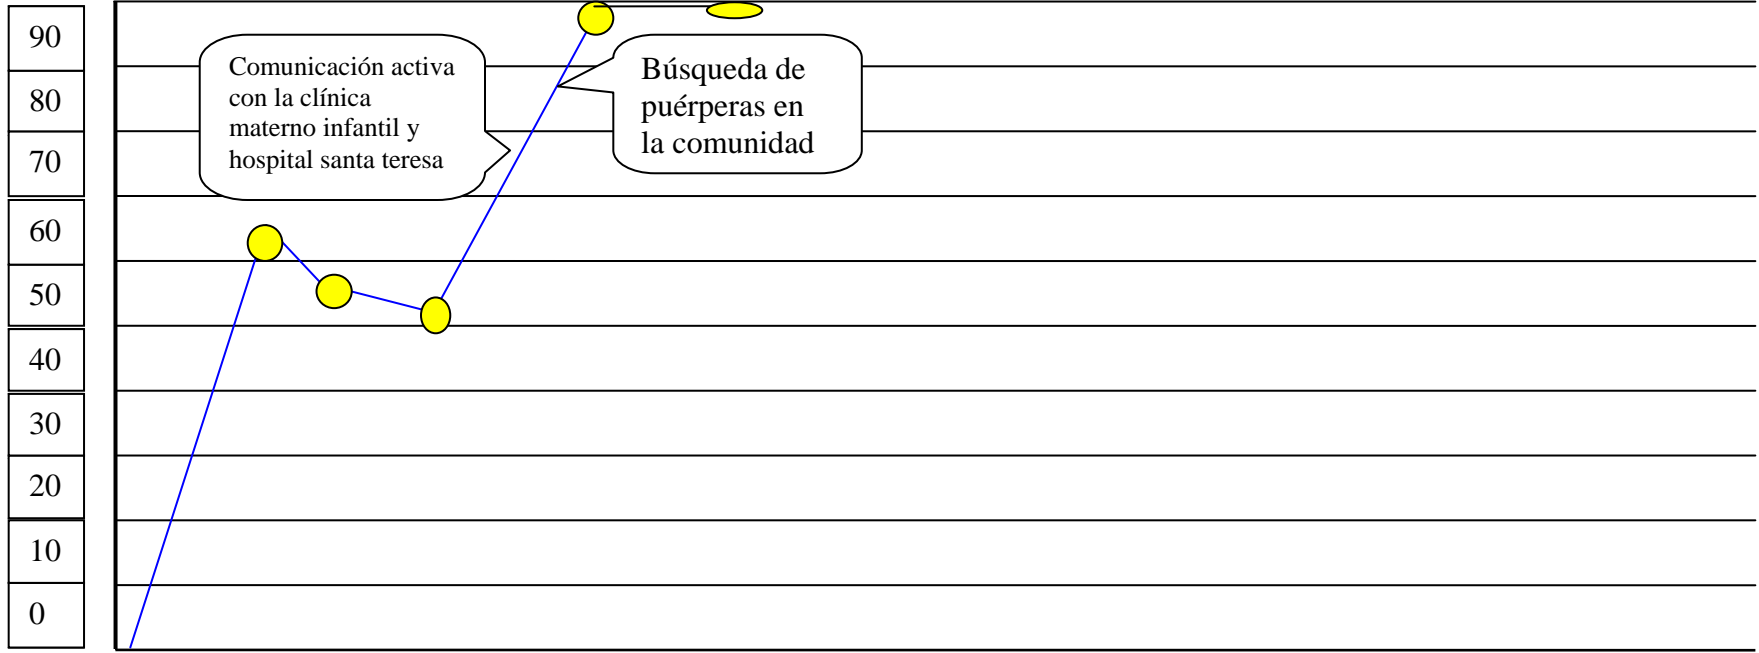 90
80
70
60
50
40
30
20
10
0
Comunicación activa
con la clínica
materno infantil y
hospital santa teresa
Búsqueda de
puérperas en
la comunidad